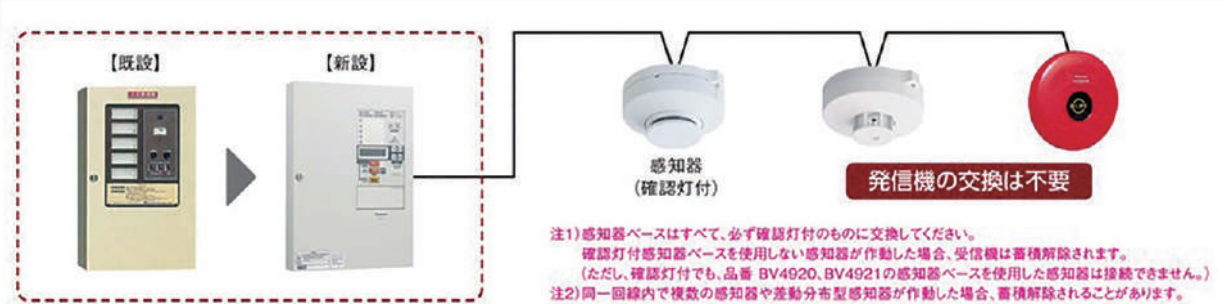 【既設】
【新設】
感知器
(確認灯付)
発信機の交換は不要
注1)感知器ベースはすべて、必ず確認灯付のものに交換してください。
確認灯付感知器ベースを使用しない感知器が作動した場合、受信機は蓄積解除されます。
(ただし、確認灯付でも、品番 BV4920、BV4921の感知器ベースを使用した感知器は接続できません。)
注2)同一回線内で複数の感知器や差動分布型感知器が作動した場合、蓄積解除されることがあります。